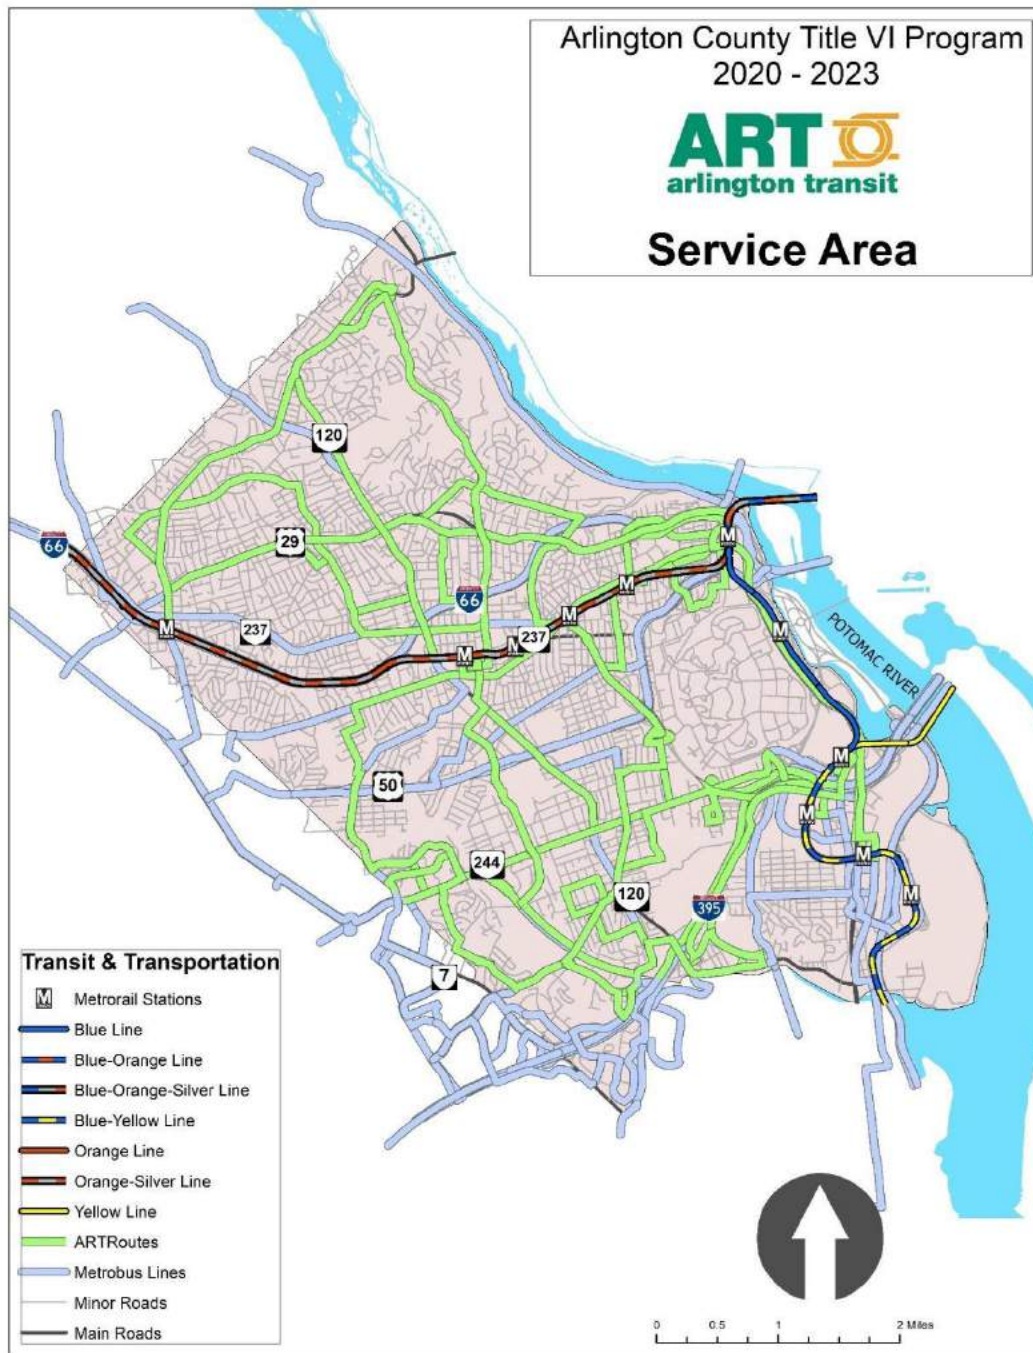 Arlington County Title VI Program
2020 - 2023
ART
arlington transit
Service Area
120
29
66
66
237
237
M
M
M
M
M
M
M
POTOMAC RIVER
M
M
50
M
244
M
120
395
7
Transit & Transportation
M Metrorail Stations
Blue Line
Blue-Orange Line
Blue-Orange-Silver Line
Blue-Yellow Line
Orange Line
Orange-Silver Line
Yellow Line
ARTRoutes
Metrobus Lines
Minor Roads
Main Roads
0 0.5 1 2 Miles